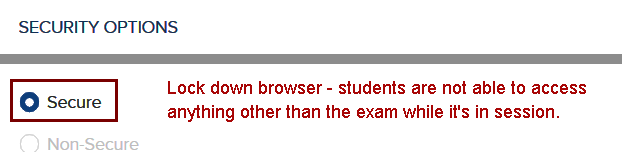 SECURITY OPTIONS
Secure
Lock down browser - students are not able to access
anything other than the exam while it's in session.
Non-Secure